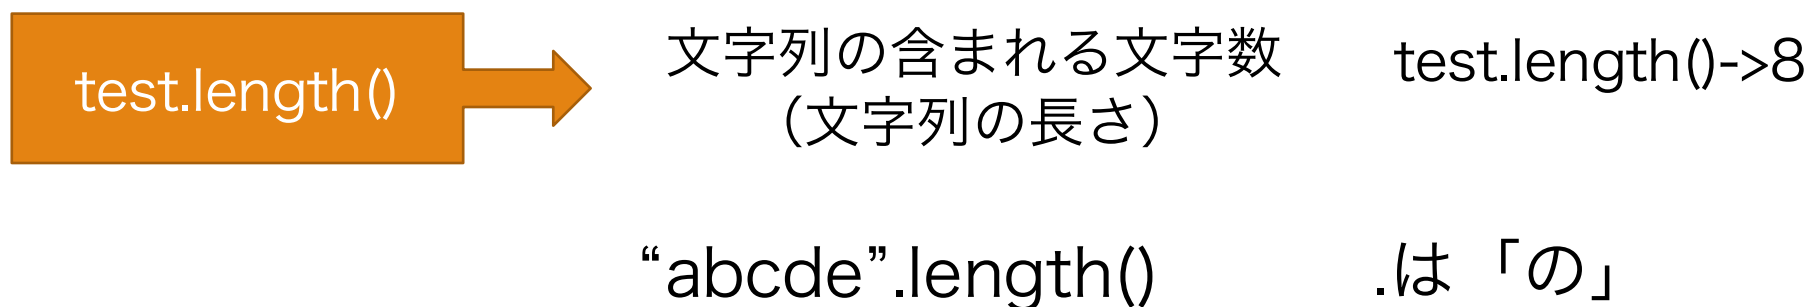 test.length()
文字列の含まれる文字数
（文字列の長さ）
test.length()->8
“abcde”.length()
.は「の」